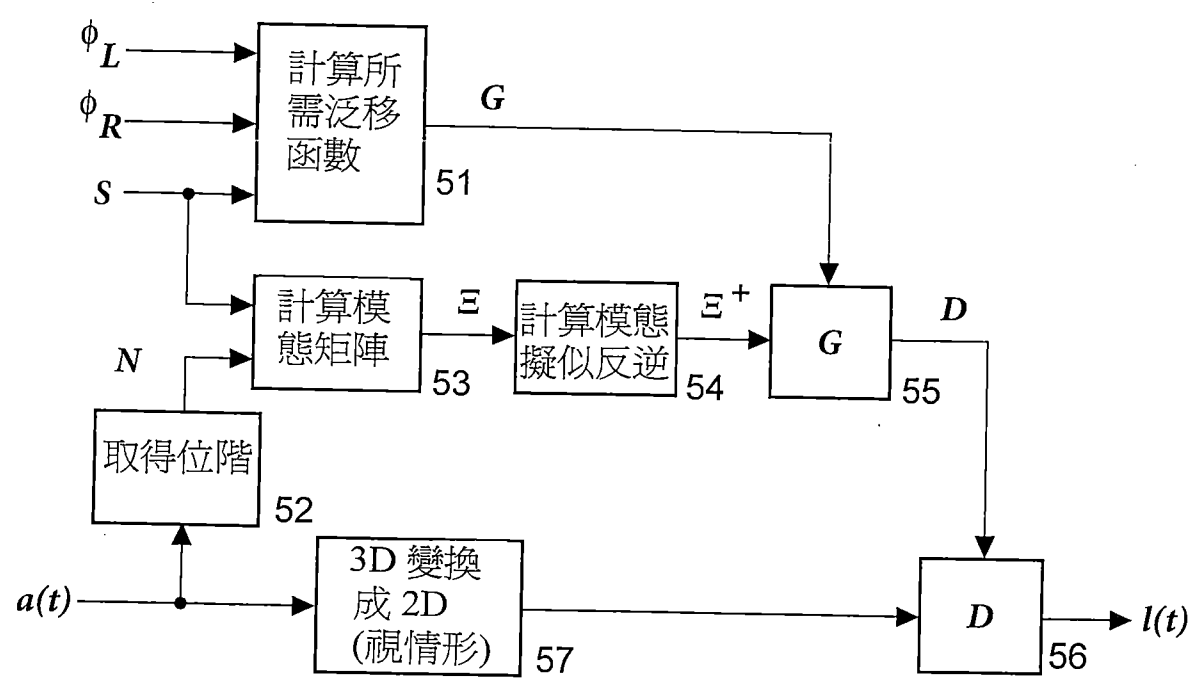 ϕL
ϕR
S
計算所
需泛移
函數
51
G
N
計算模
態矩陣
53
Ξ
計算模態
擬似反逆
54
Ξ+
G
55
D
取得位階
52
a(t)
3D 變換
成 2D
(視情形)
57
D
56
l(t)